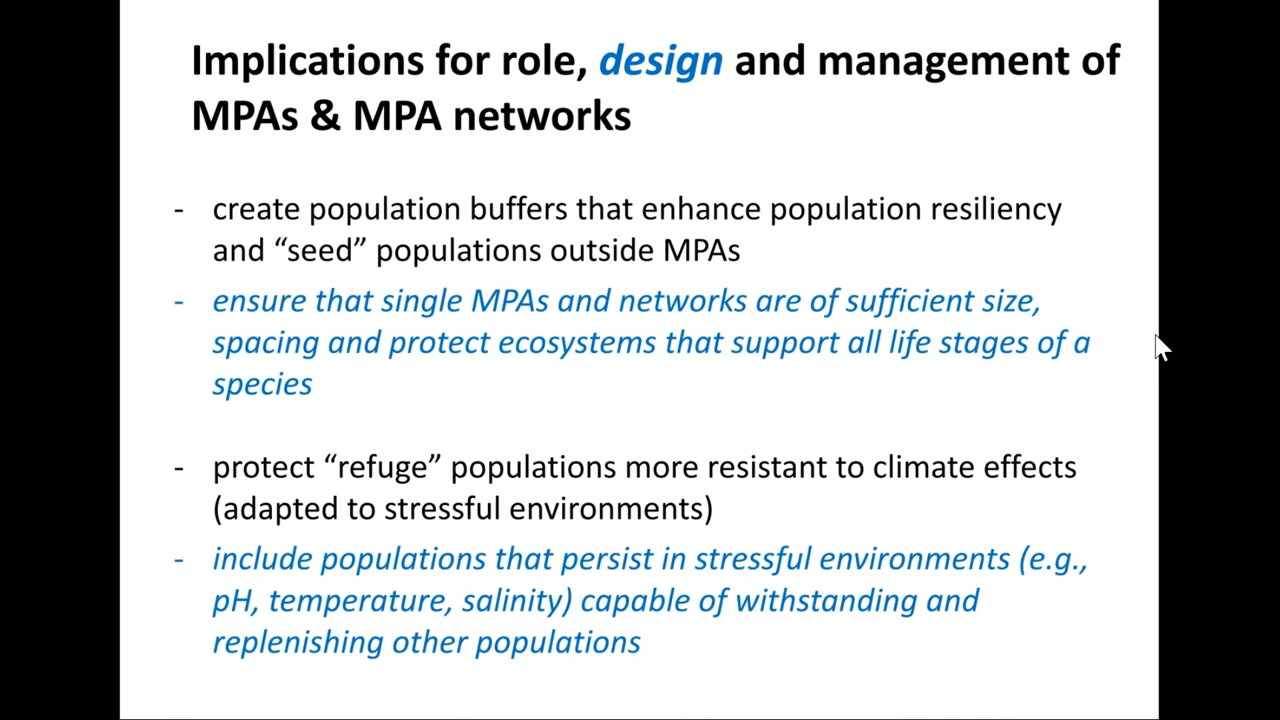 Implications for role, design and management of
MPAs & MPA networks
- create population buffers that enhance population resiliency
and “seed” populations outside MPAs
- ensure that single MPAs and networks are of sufficient size,
spacing and protect ecosystems that support all life stages of a
species
- protect “refuge” populations more resistant to climate effects
(adapted to stressful environments)
- include populations that persist in stressful environments (e.g.,
pH, temperature, salinity) capable of withstanding and
replenishing other populations